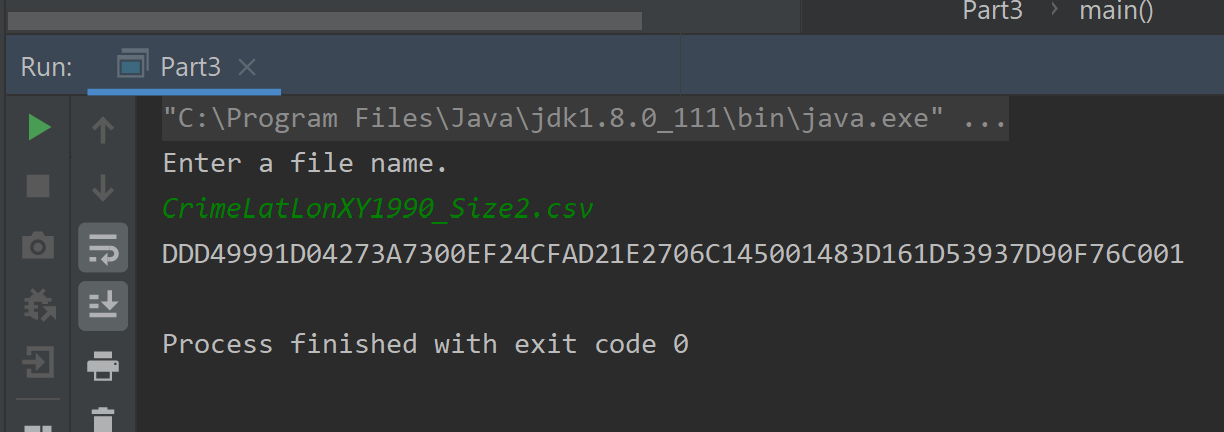 Part3 › main()
Run: Part3 ×
"C:\Program Files\Java\jdk1.8.0_111\bin\java.exe" ...
Enter a file name.
CrimeLatLonXY1990_Size2.csv
DDD49991D04273A7300EF24CFAD21E2706C145001483D161D53937D90F76C001
Process finished with exit code 0